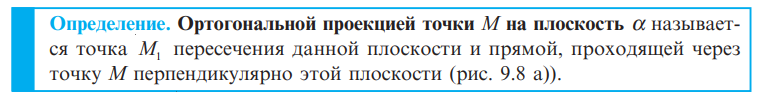 Определение. Ортогональной проекцией точки M на плоскость α называет-
ся точка M₁ пересечения данной плоскости и прямой, проходящей через
точку M перпендикулярно этой плоскости (рис. 9.8 а)).